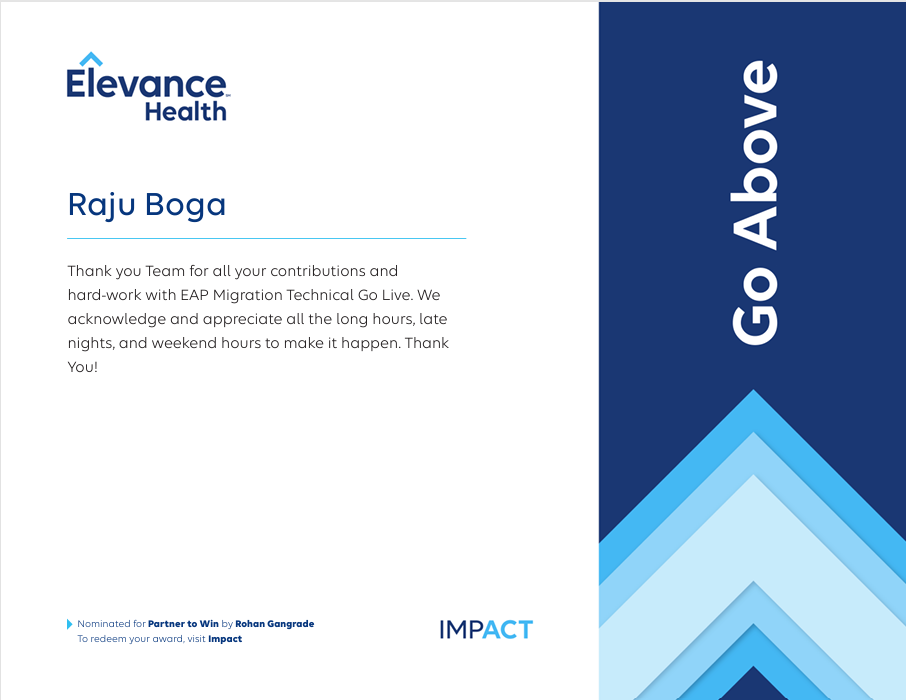 Elevance
Health
Raju Boga
Thank you Team for all your contributions and
hard-work with EAP Migration Technical Go Live. We
acknowledge and appreciate all the long hours, late
nights, and weekend hours to make it happen. Thank
You!
Nominated for Partner to Win by Rohan Gangrade
To redeem your award, visit Impact
IMPACT
Go Above